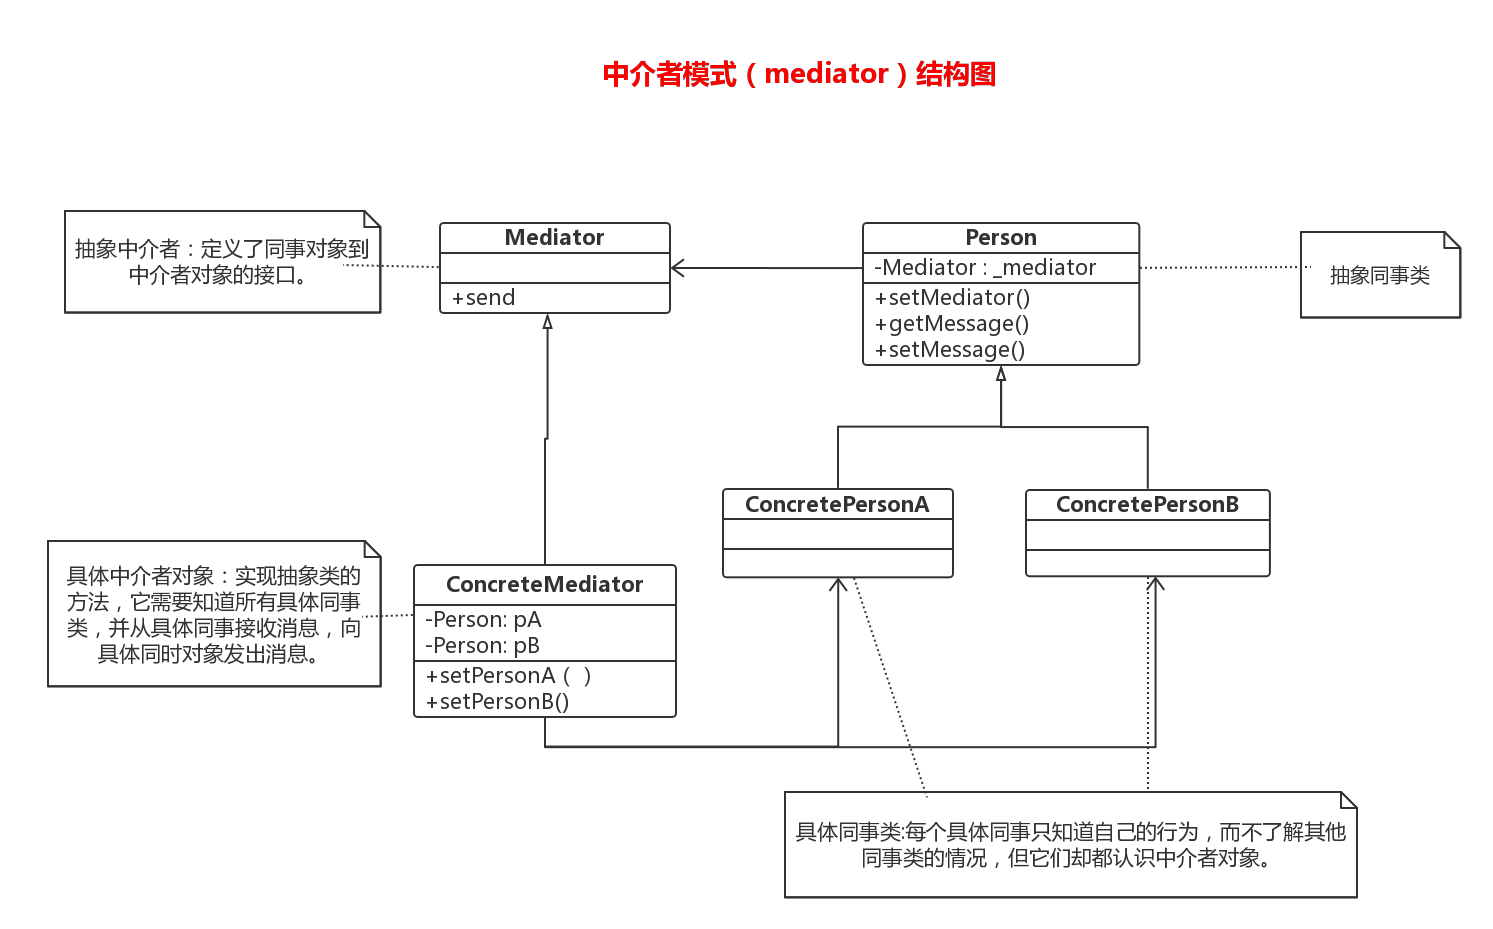 中介者模式（mediator）结构图
抽象中介者：定义了同事对象到
中介者对象的接口。
Mediator
+send
Person
-Mediator : _mediator
+setMediator()
+getMessage()
+setMessage()
抽象同事类
ConcretePersonA
ConcretePersonB
具体中介者对象：实现抽象类的
方法，它需要知道所有具体同事
类，并从具体同事接收消息，向
具体同时对象发出消息。
ConcreteMediator
-Person: pA
-Person: pB
+setPersonA（ ）
+setPersonB()
具体同事类:每个具体同事只知道自己的行为，而不了解其他
同事类的情况，但它们却都认识中介者对象。